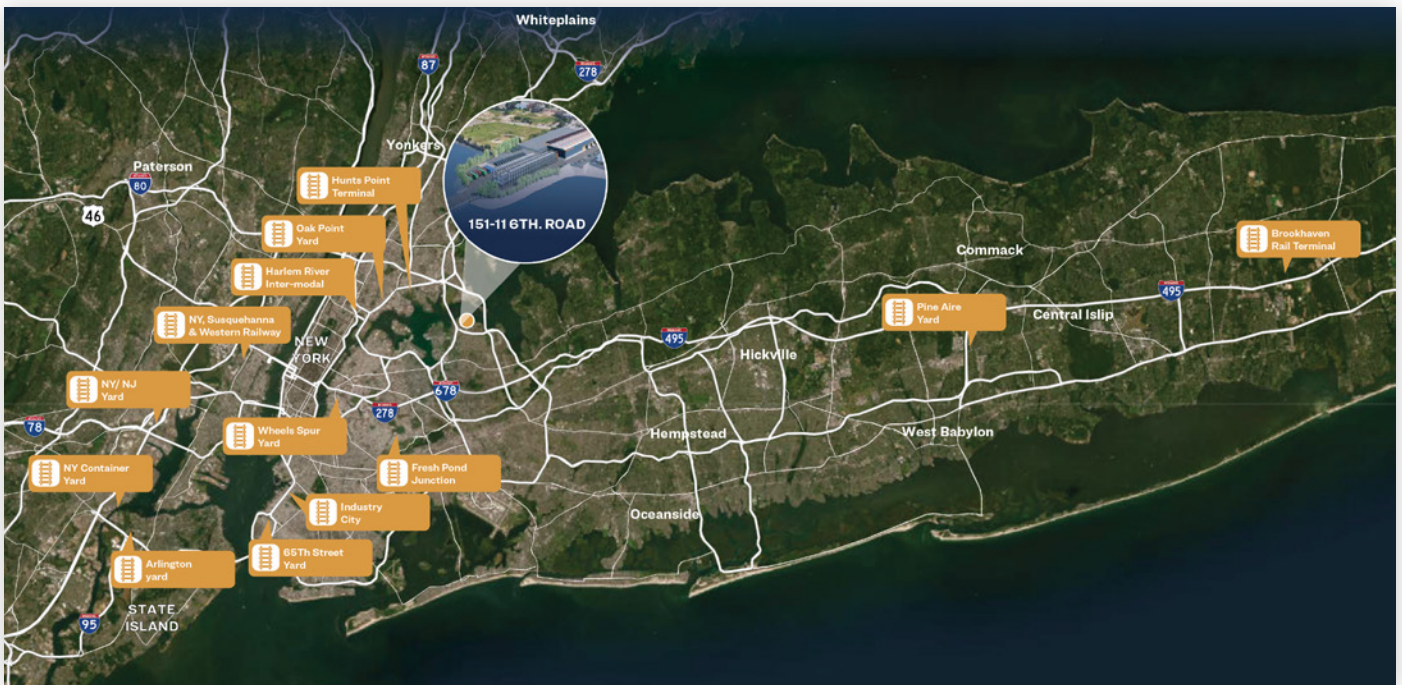 Whiteplains
87
278
Yonkers
Paterson
80
46
Hunts Point
Terminal
151-11 6TH. ROAD
Oak Point
Yard
Harlem River
Inter-modal
NY, Susquehanna
& Western Railway
NEW
YORK
Brookhaven
Rail Terminal
Commack
495
Central Islip
Pine Aire
Yard
495
Hickville
NY/ NJ
Yard
678
278
78
Wheels Spur
Yard
Hempstead
West Babylon
NY Container
Yard
Fresh Pond
Junction
Industry
City
Oceanside
65Th Street
Yard
Arlington
yard
STATE
ISLAND
95